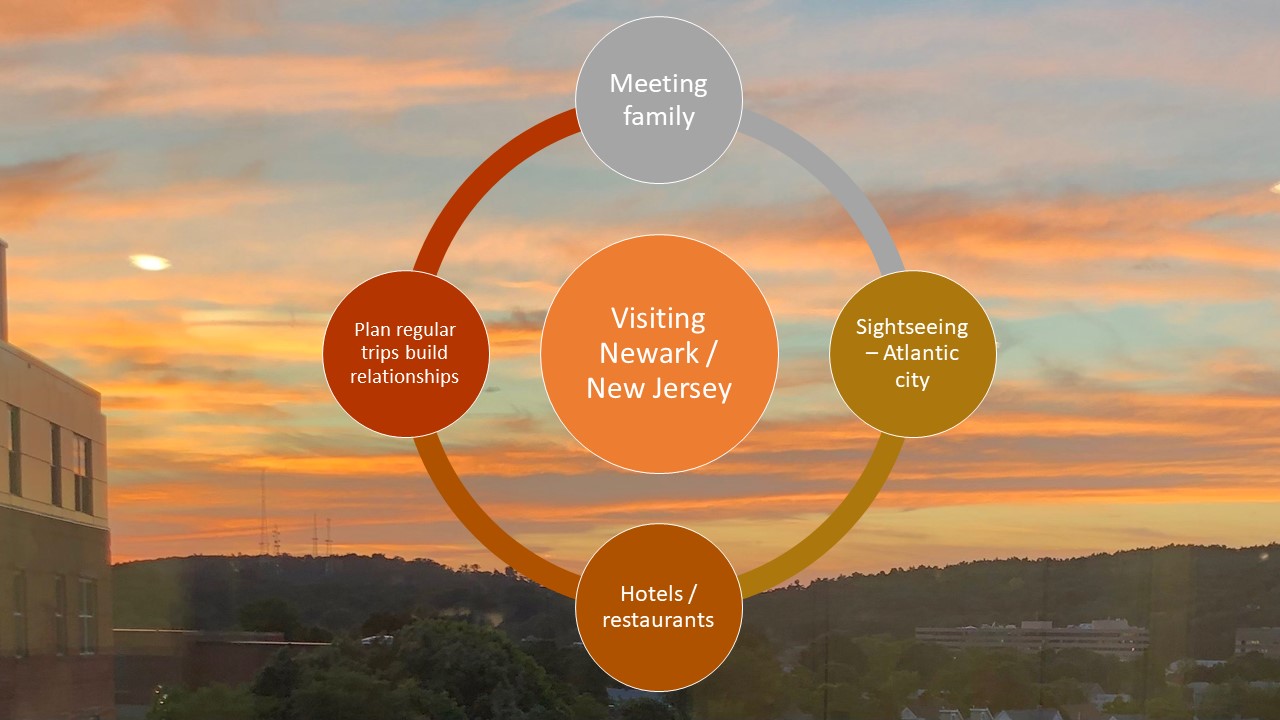 Meeting
family
Plan regular
trips build
relationships
Visiting
Newark /
New Jersey
Sightseeing
– Atlantic
city
Hotels /
restaurants